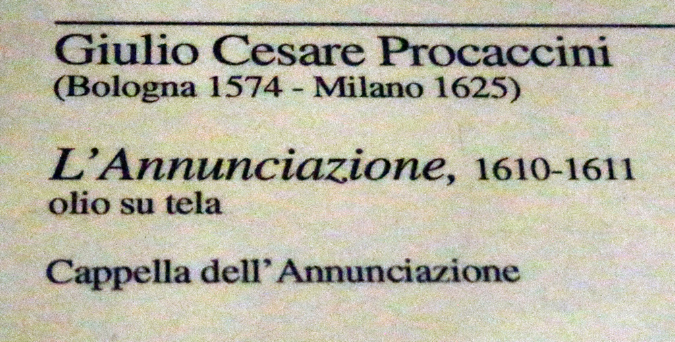 Giulio Cesare Procaccini
(Bologna 1574 - Milano 1625)
L'Annunciazione, 1610-1611
olio su tela
Cappella dell'Annunciazione